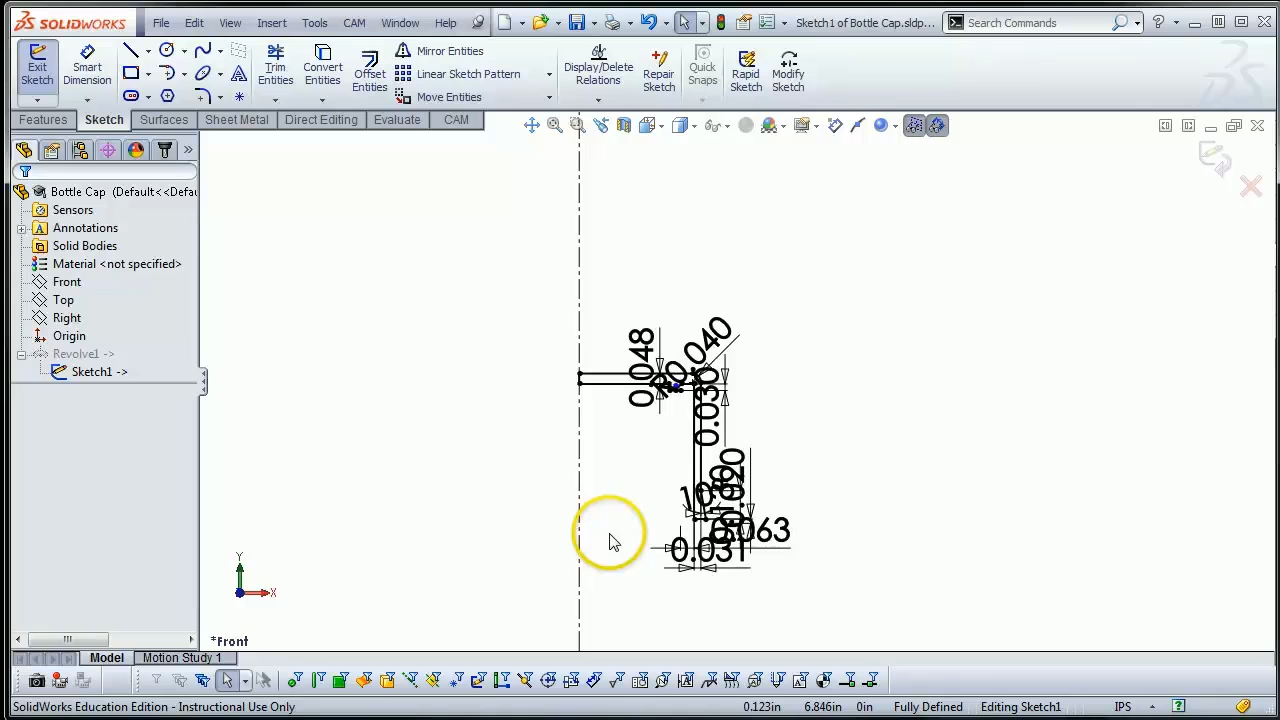 SOLIDWORKS File Edit View Insert Tools CAM Window Help Sketch1 of Bottle Cap.sldp... Search Commands
Exit Sketch
Smart Dimension
Trim Entities
Convert Entities
Offset Entities
Mirror Entities
Linear Sketch Pattern
Move Entities
Display/Delete Relations
Repair Sketch
Quick Snaps
Rapid Sketch
Modify Sketch
Features Sketch Surfaces Sheet Metal Direct Editing Evaluate CAM
Bottle Cap (Default<<Defau
Sensors
Annotations
Solid Bodies
Material <not specified>
Front
Top
Right
Origin
Revolve1 ->
Sketch1 ->
0.048
0.030
0.063
0.031
Y
X
*Front
Model Motion Study 1
SolidWorks Education Edition - Instructional Use Only 0.123in 6.846in 0in Fully Defined Editing Sketch1 IPS